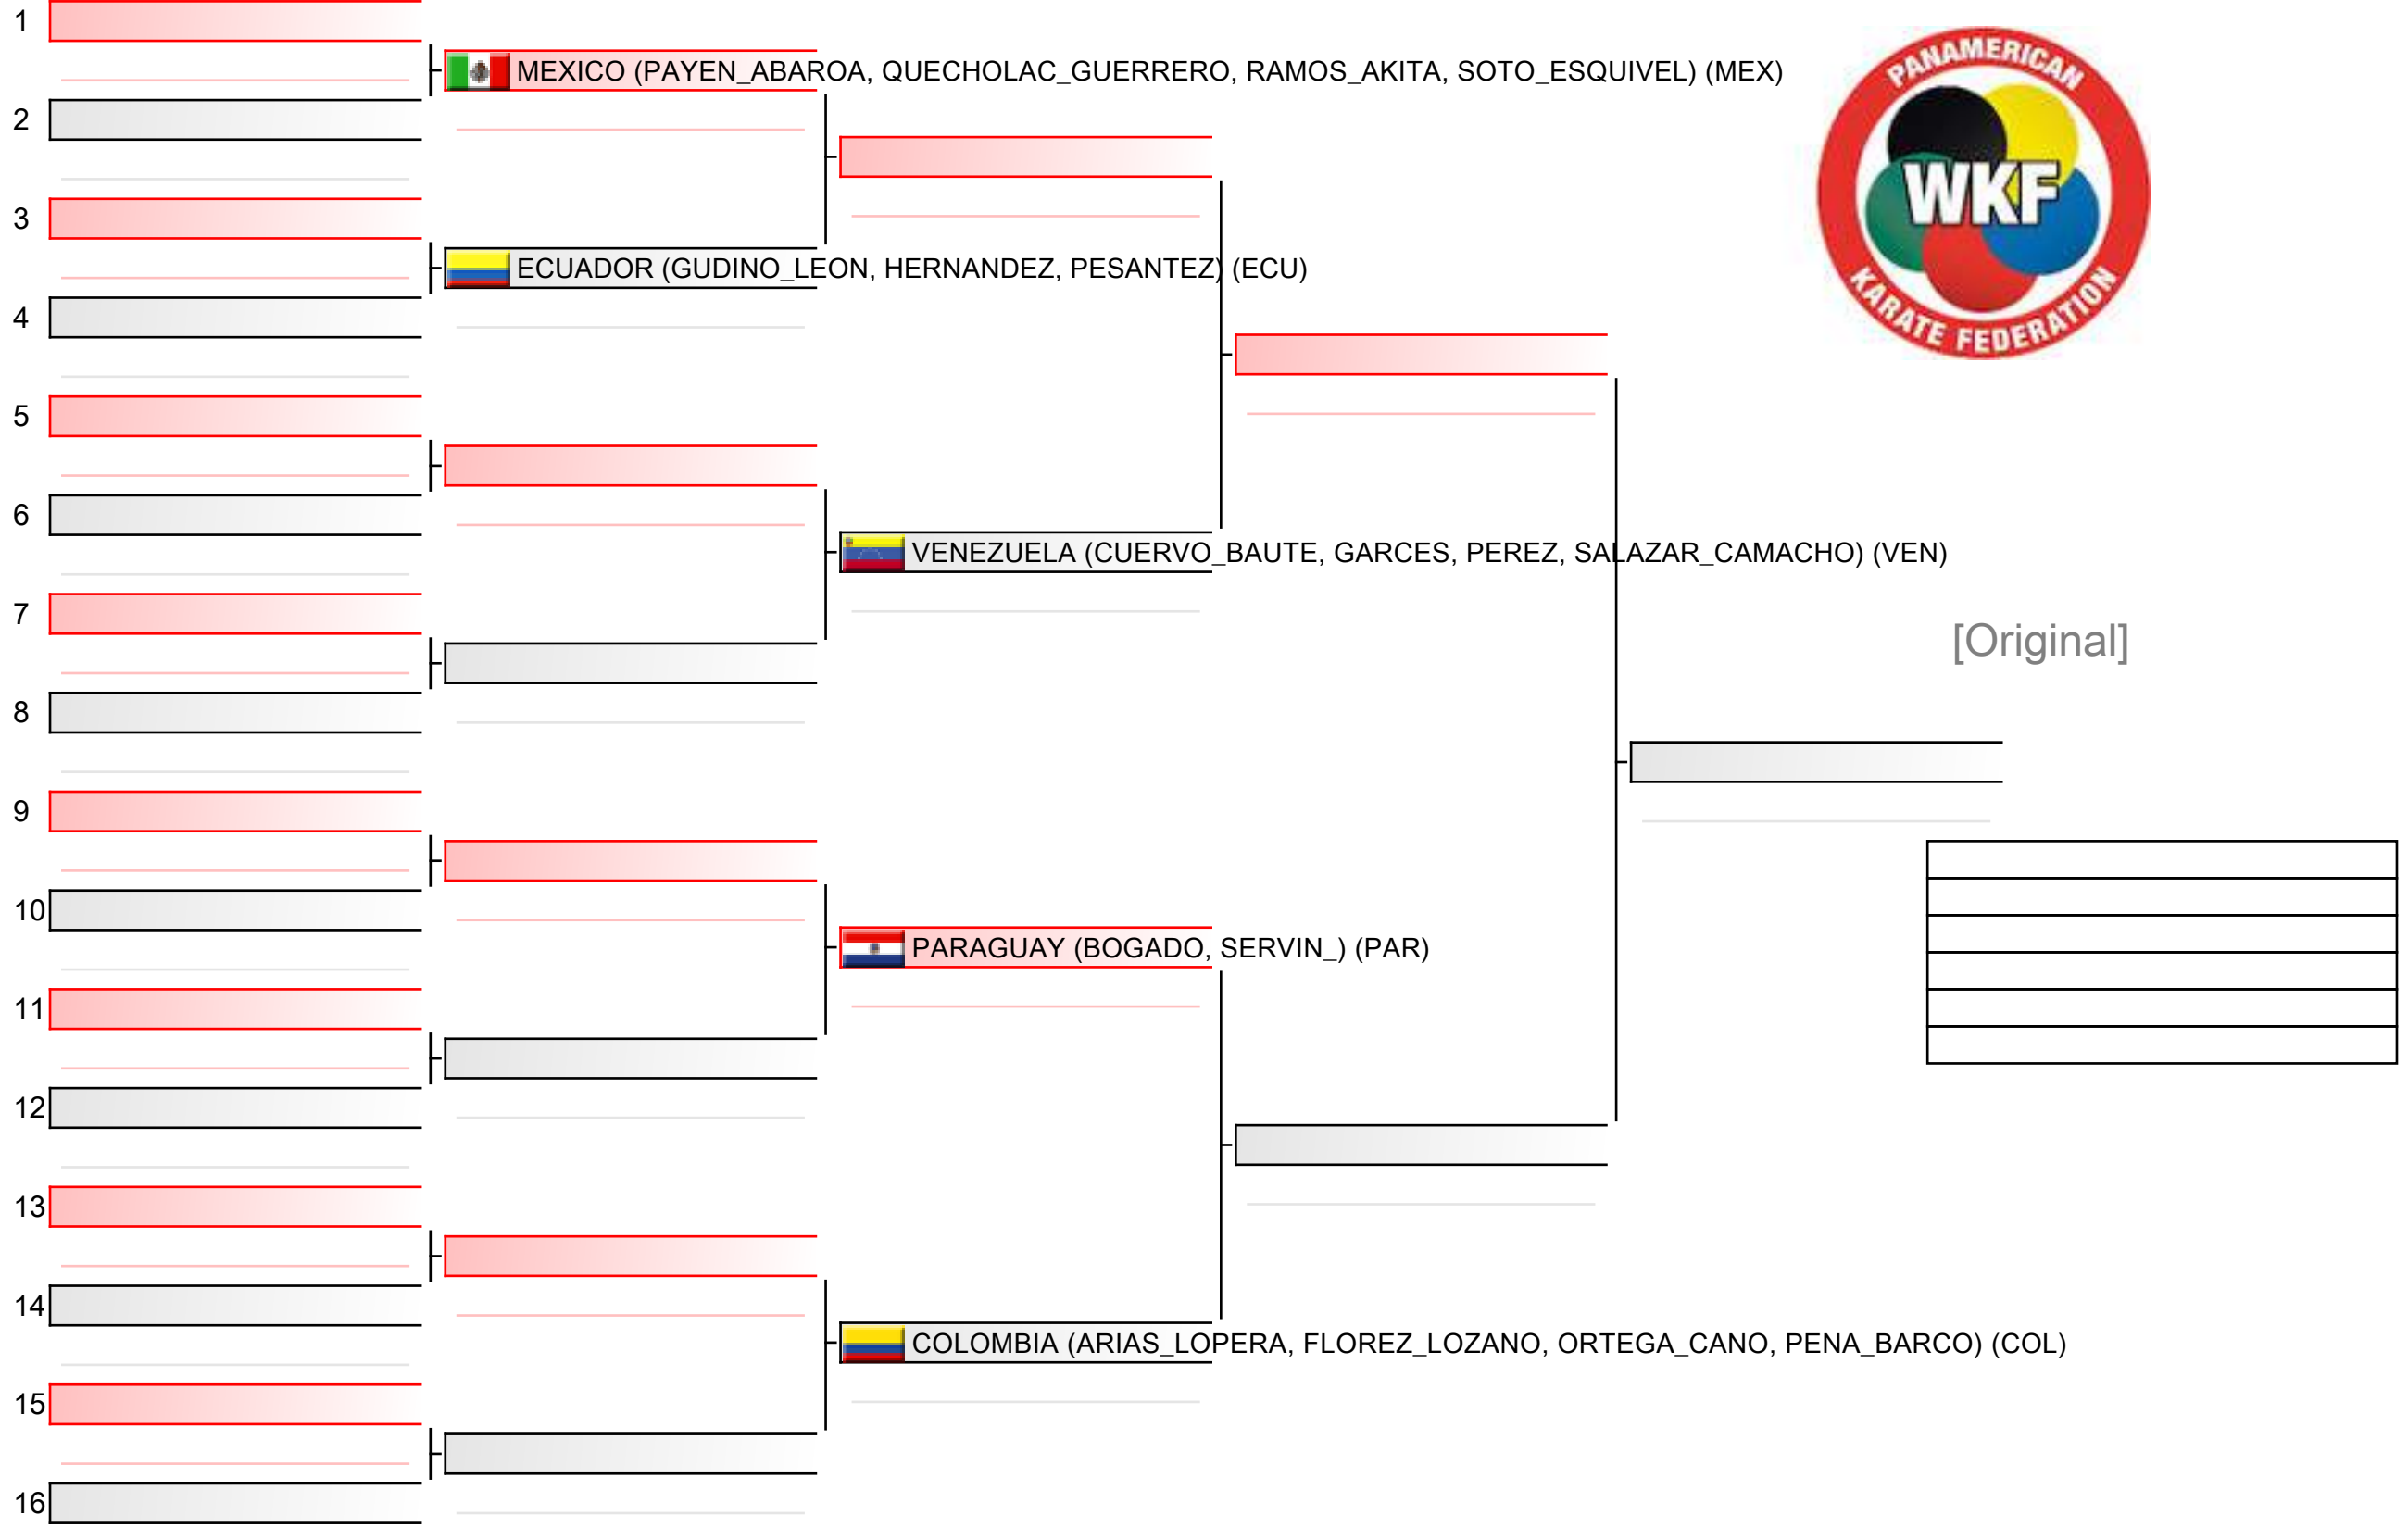 1
MEXICO (PAYEN_ABAROA, QUECHOLAC_GUERRERO, RAMOS_AKITA, SOTO_ESQUIVEL) (MEX)
2
3
ECUADOR (GUDINO_LEON, HERNANDEZ, PESANTEZ) (ECU)
4
5
6
VENEZUELA (CUERVO_BAUTE, GARCES, PEREZ, SALAZAR_CAMACHO) (VEN)
7
8
9
10
PARAGUAY (BOGADO, SERVIN_) (PAR)
11
12
13
14
COLOMBIA (ARIAS_LOPERA, FLOREZ_LOZANO, ORTEGA_CANO, PENA_BARCO) (COL)
15
16
PANAMERICAN
WKF
KARATE FEDERATION
[Original]